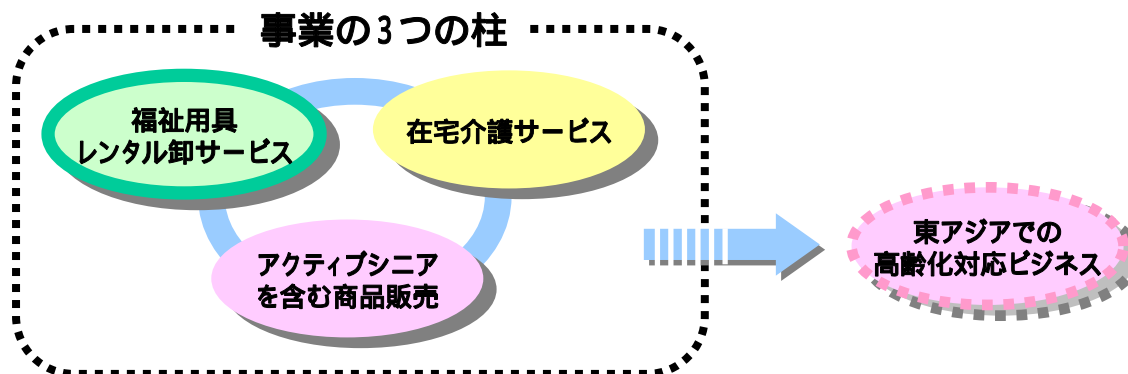 事業の3つの柱
福祉用具
レンタル卸サービス
在宅介護サービス
アクティブシニア
を含む商品販売
東アジアでの
高齢化対応ビジネス